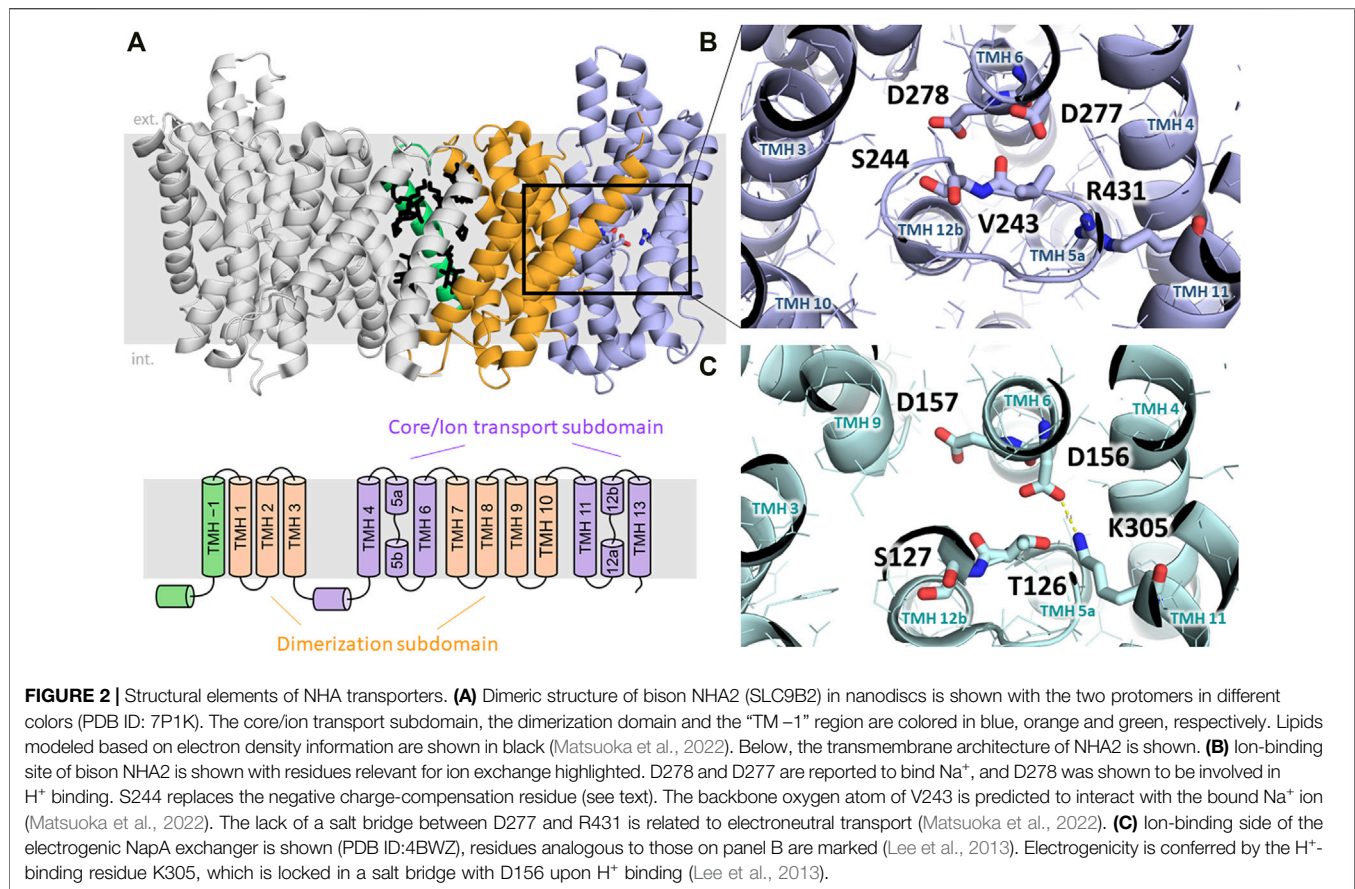 A
ext.
int.
Core/Ion transport subdomain
TMH –1
TMH 1
TMH 2
TMH 3
TMH 4
5a
5b
TMH 6
TMH 7
TMH 8
TMH 9
TMH 10
TMH 11
12b
12a
TMH 13
Dimerization subdomain
B
TMH 6
D278
D277
TMH 4
TMH 3
S244
R431
V243
TMH 12b
TMH 5a
TMH 10
TMH 11
C
D157
TMH 6
TMH 4
TMH 9
D156
TMH 3
K305
S127
T126
TMH 12b
TMH 5a
TMH 11
FIGURE 2 | Structural elements of NHA transporters. (A) Dimeric structure of bison NHA2 (SLC9B2) in nanodiscs is shown with the two protomers in different
colors (PDB ID: 7P1K). The core/ion transport subdomain, the dimerization domain and the “TM –1” region are colored in blue, orange and green, respectively. Lipids
modeled based on electron density information are shown in black (Matsuoka et al., 2022). Below, the transmembrane architecture of NHA2 is shown. (B) Ion-binding
site of bison NHA2 is shown with residues relevant for ion exchange highlighted. D278 and D277 are reported to bind Na⁺, and D278 was shown to be involved in
H⁺ binding. S244 replaces the negative charge-compensation residue (see text). The backbone oxygen atom of V243 is predicted to interact with the bound Na⁺ ion
(Matsuoka et al., 2022). The lack of a salt bridge between D277 and R431 is related to electroneutral transport (Matsuoka et al., 2022). (C) Ion-binding side of the
electrogenic NapA exchanger is shown (PDB ID:4BWZ), residues analogous to those on panel B are marked (Lee et al., 2013). Electrogenicity is conferred by the H⁺-
binding residue K305, which is locked in a salt bridge with D156 upon H⁺ binding (Lee et al., 2013).